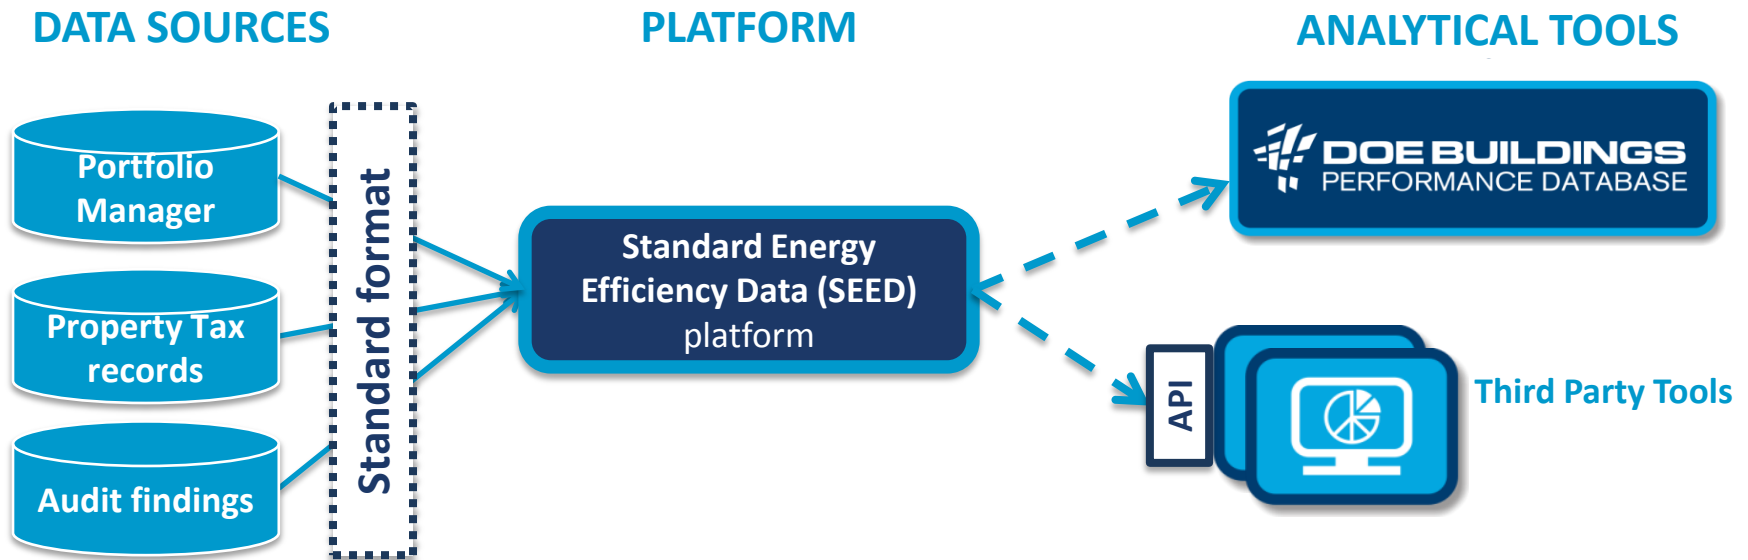 DATA SOURCES
PLATFORM
ANALYTICAL TOOLS
Portfolio
Manager
Property Tax
records
Audit findings
Standard format
Standard Energy
Efficiency Data (SEED)
platform
DOE BUILDINGS
PERFORMANCE DATABASE
API
Third Party Tools